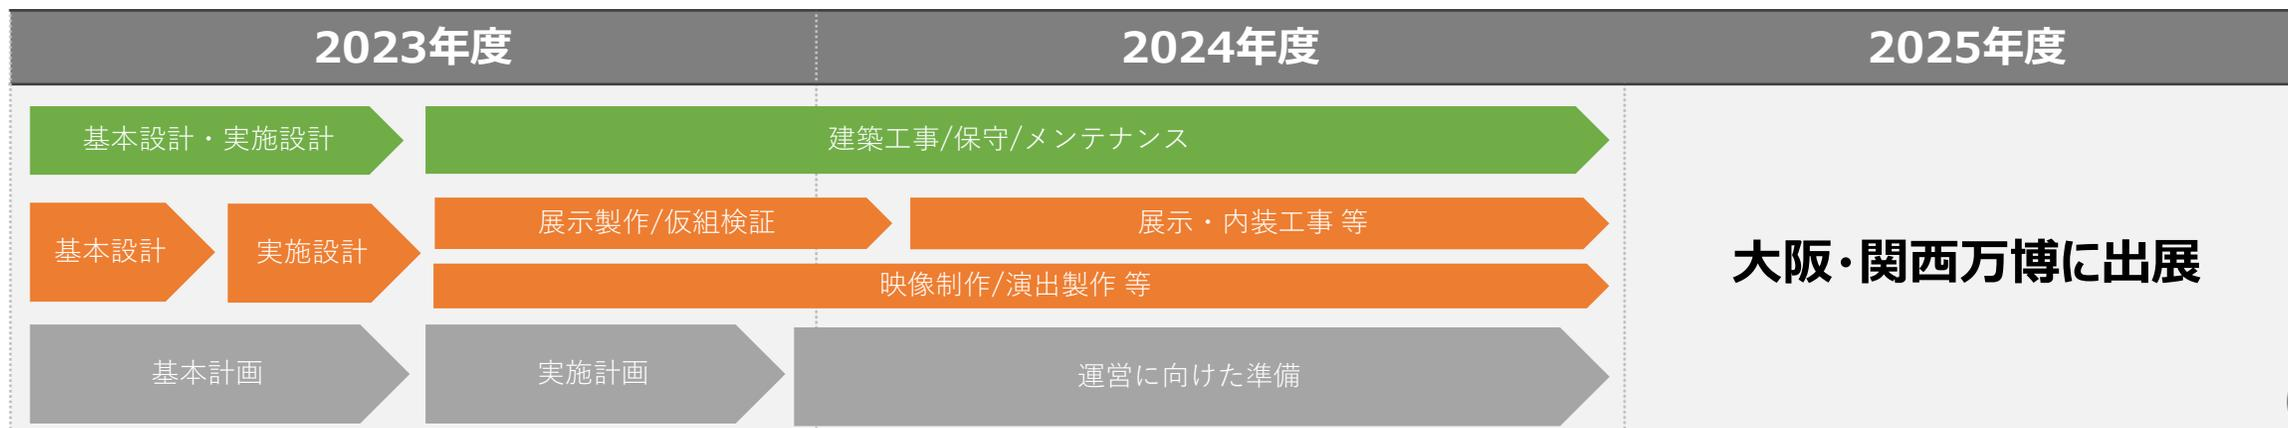 2023年度
2024年度
2025年度
基本設計・実施設計
建築工事/保守/メンテナンス
基本設計
実施設計
展示製作/仮組検証
展示・内装工事 等
映像制作/演出製作 等
大阪・関西万博に出展
基本計画
実施計画
運営に向けた準備